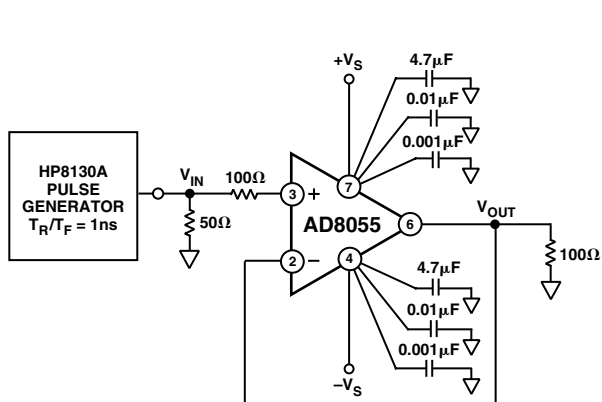 +VS
4.7μF
0.01μF
0.001μF
HP8130A
PULSE
GENERATOR
TR/TF = 1ns
VIN
100Ω
50Ω
3
+
7
AD8055
6
VOUT
100Ω
2
–
4
4.7μF
0.01μF
0.001μF
–VS